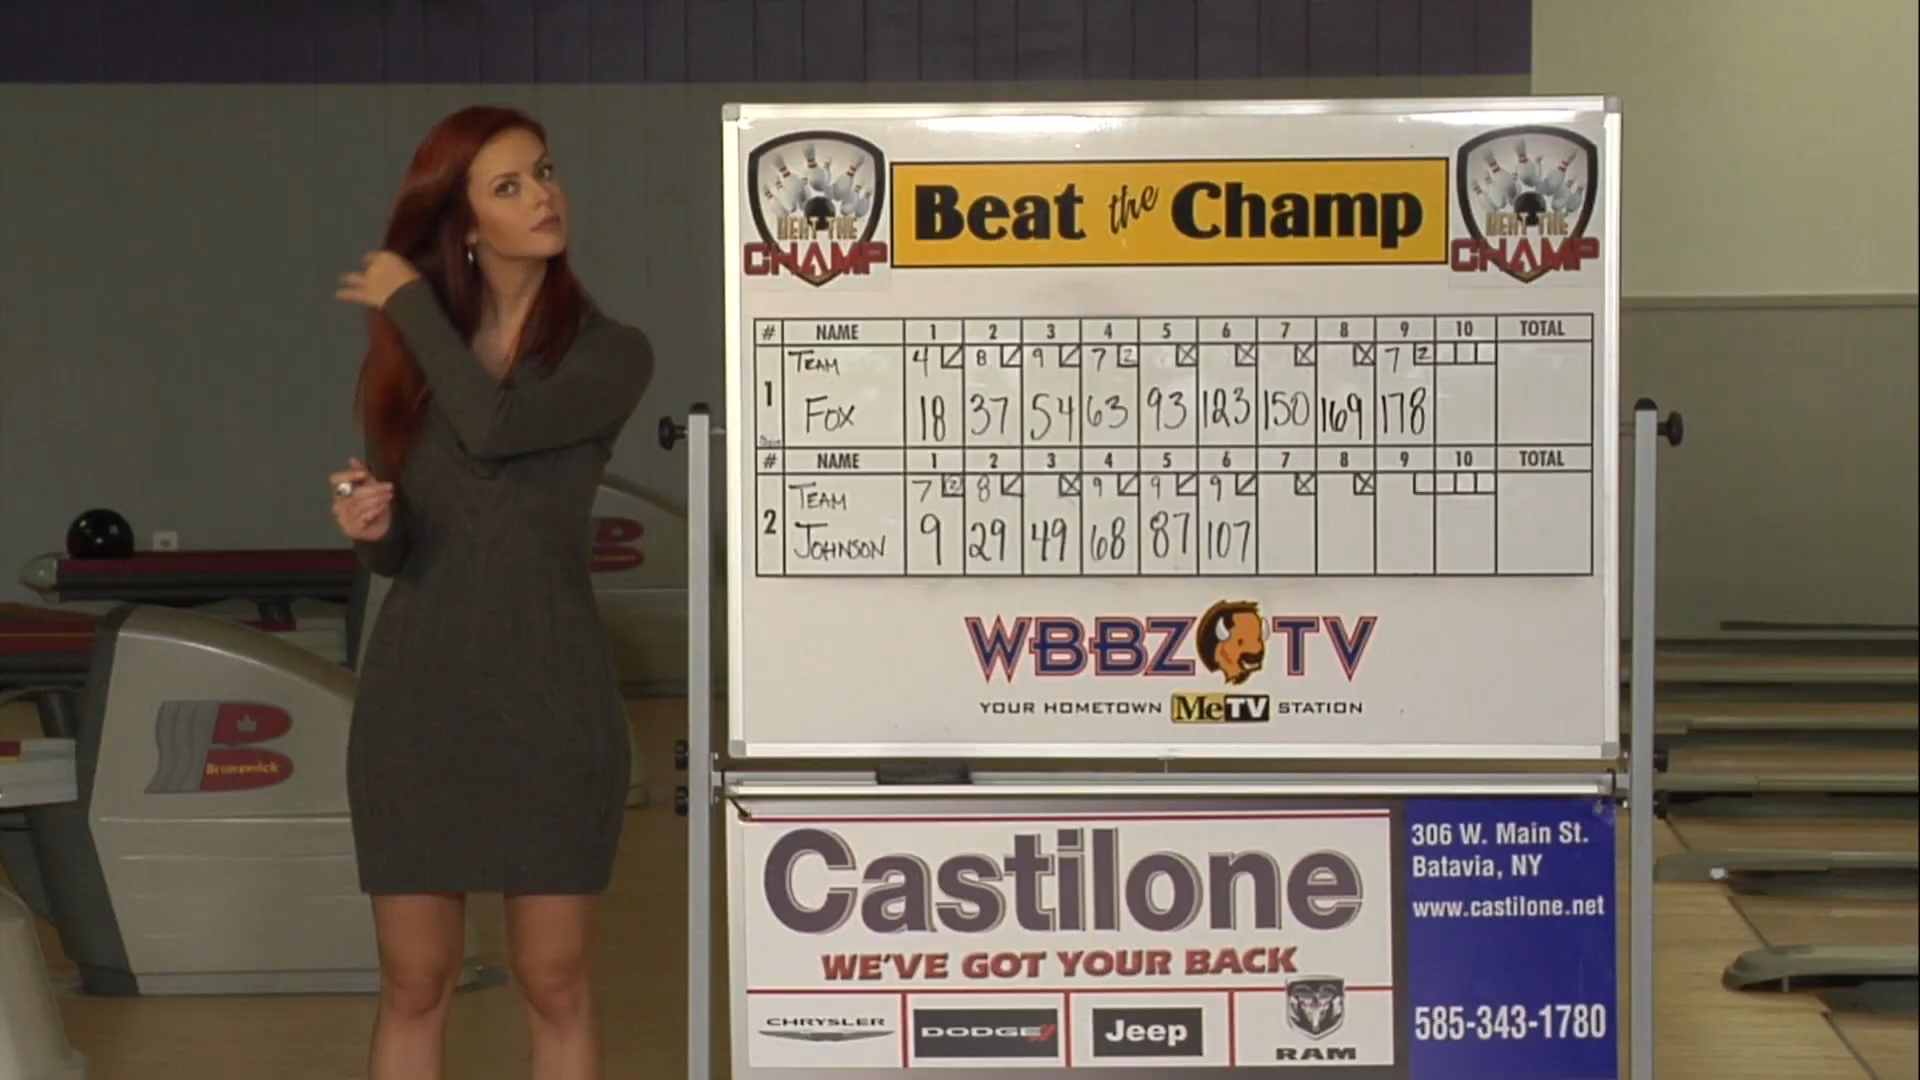 BEAT THE CHAMP
Beat the Champ
BEAT THE CHAMP
# NAME 1 2 3 4 5 6 7 8 9 10 TOTAL
1 TEAM FOX
4 / 8 / 9 / 7 2 X X X X 7 2
18 37 54 63 93 123 150 169 178
# NAME 1 2 3 4 5 6 7 8 9 10 TOTAL
2 TEAM JOHNSON
7 2 8 / X 9 / 9 / 9 / X X
9 29 49 68 87 107
WBBZ TV
YOUR HOMETOWN MeTV STATION
Castilone
WE'VE GOT YOUR BACK
CHRYSLER DODGE Jeep RAM
306 W. Main St.
Batavia, NY
www.castilone.net
585-343-1780
B
Brunswick